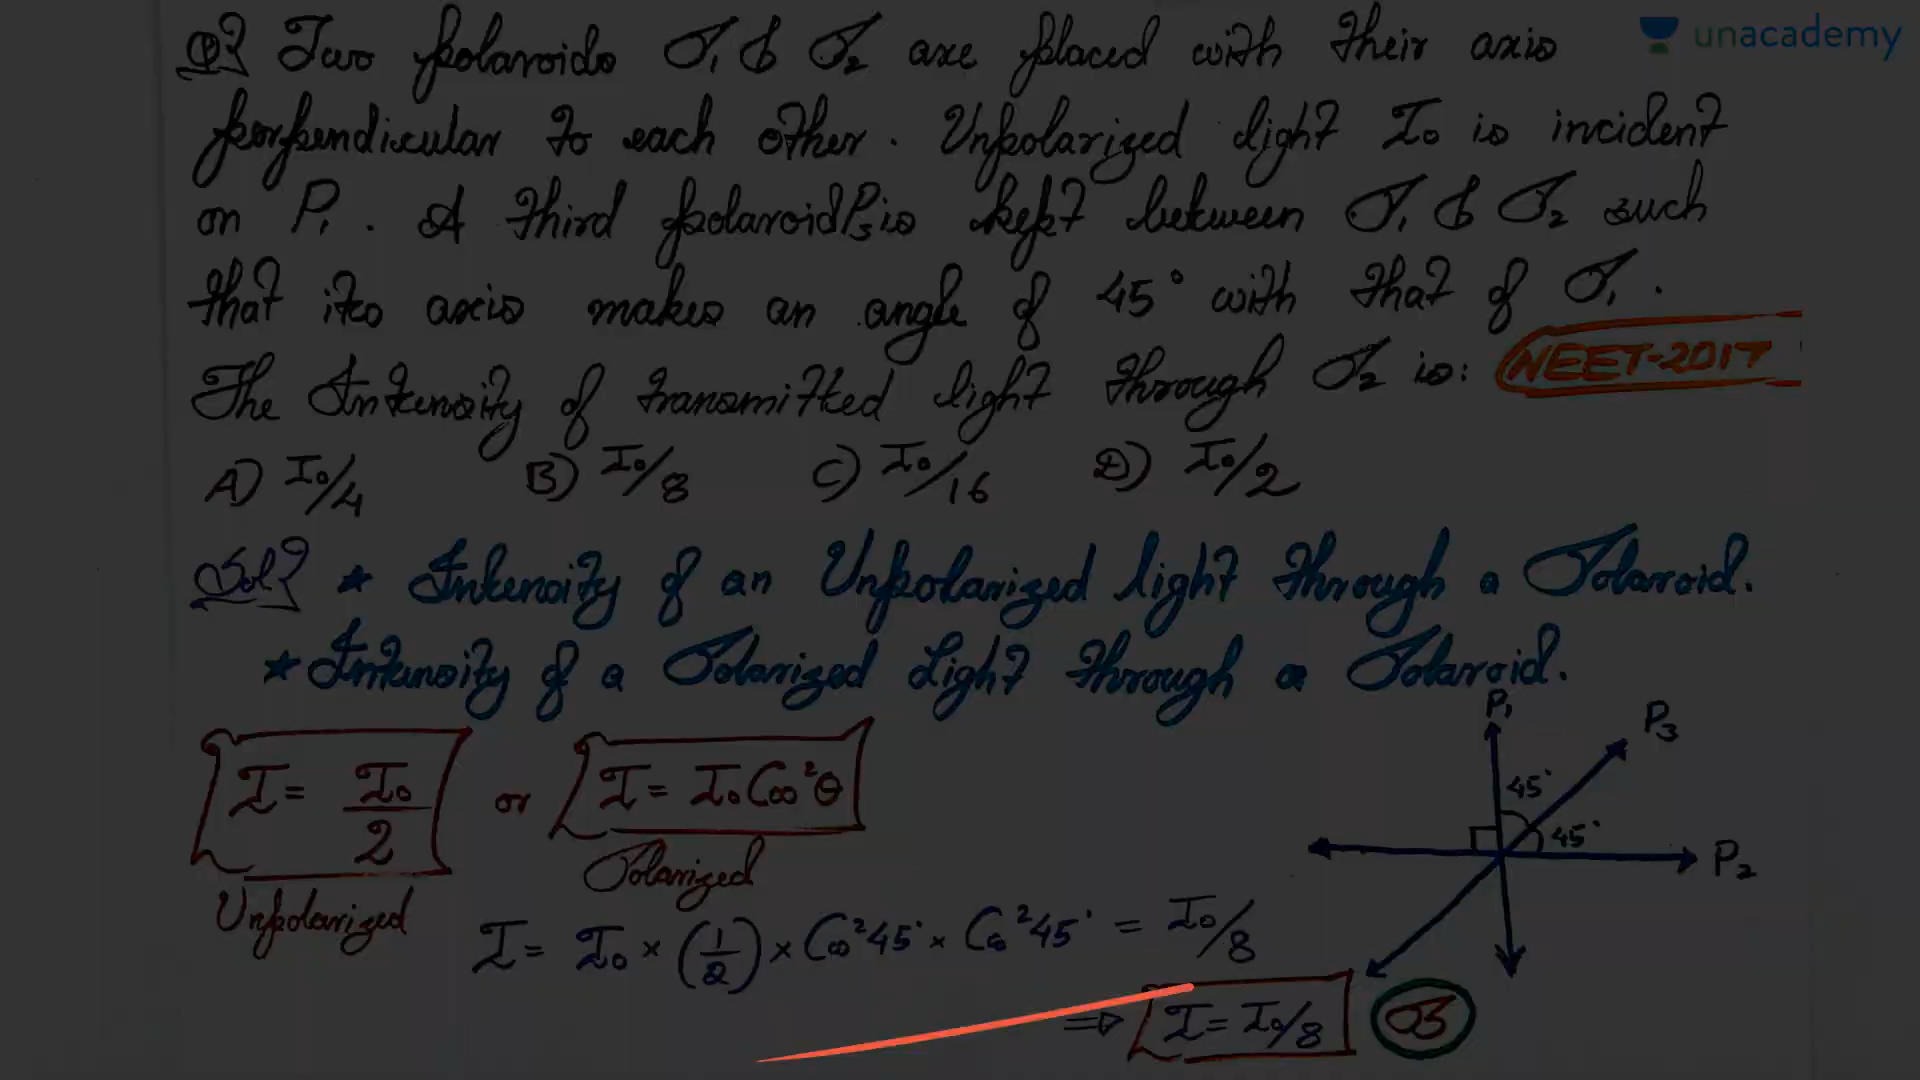 Q? Two polaroids P₁ & P₂ are placed with their axis
unacademy
perpendicular to each other. Unpolarized light I₀ is incident
on P₁. A third polaroid P₃ is kept between P₁ & P₂ such
that its axis makes an angle of 45° with that of P₁.
The Intensity of transmitted light through P₂ is: NEET-2017
A) I₀/4 B) I₀/8 C) I₀/16 D) I₀/2
Sol? * Intensity of an Unpolarized light through a Polaroid.
* Intensity of a Polarized Light through a Polaroid.
I = I₀/2 or I = I₀ Cos²θ
Unpolarized Polarized
P₁ P₃
45°
45°
P₂
I = I₀ × (1/2) × Cos²45° × Cos²45° = I₀/8
⇒ I = I₀/8 B